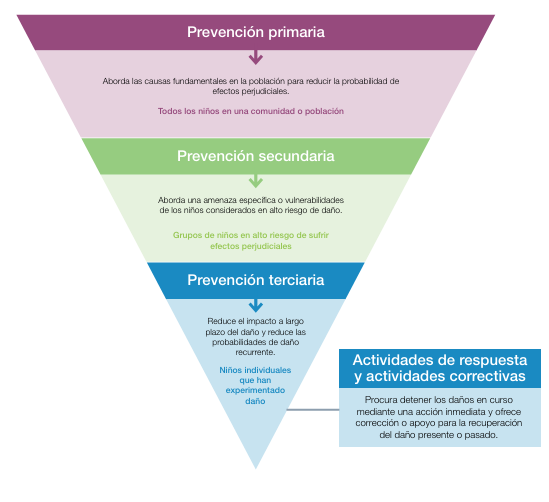 Prevención primaria
Aborda las causas fundamentales en la población para reducir la probabilidad de
efectos perjudiciales.
Todos los niños en una comunidad o población
Prevención secundaria
Aborda una amenaza específica o vulnerabilidades
de los niños considerados en alto riesgo de daño.
Grupos de niños en alto riesgo de sufrir
efectos perjudiciales
Prevención terciaria
Reduce el impacto a largo
plazo del daño y reduce las
probabilidades de daño
recurrente.
Niños individuales
que han
experimentado
daño
Actividades de respuesta
y actividades correctivas
Procura detener los daños en curso
mediante una acción inmediata y ofrece
corrección o apoyo para la recuperación
del daño presente o pasado.